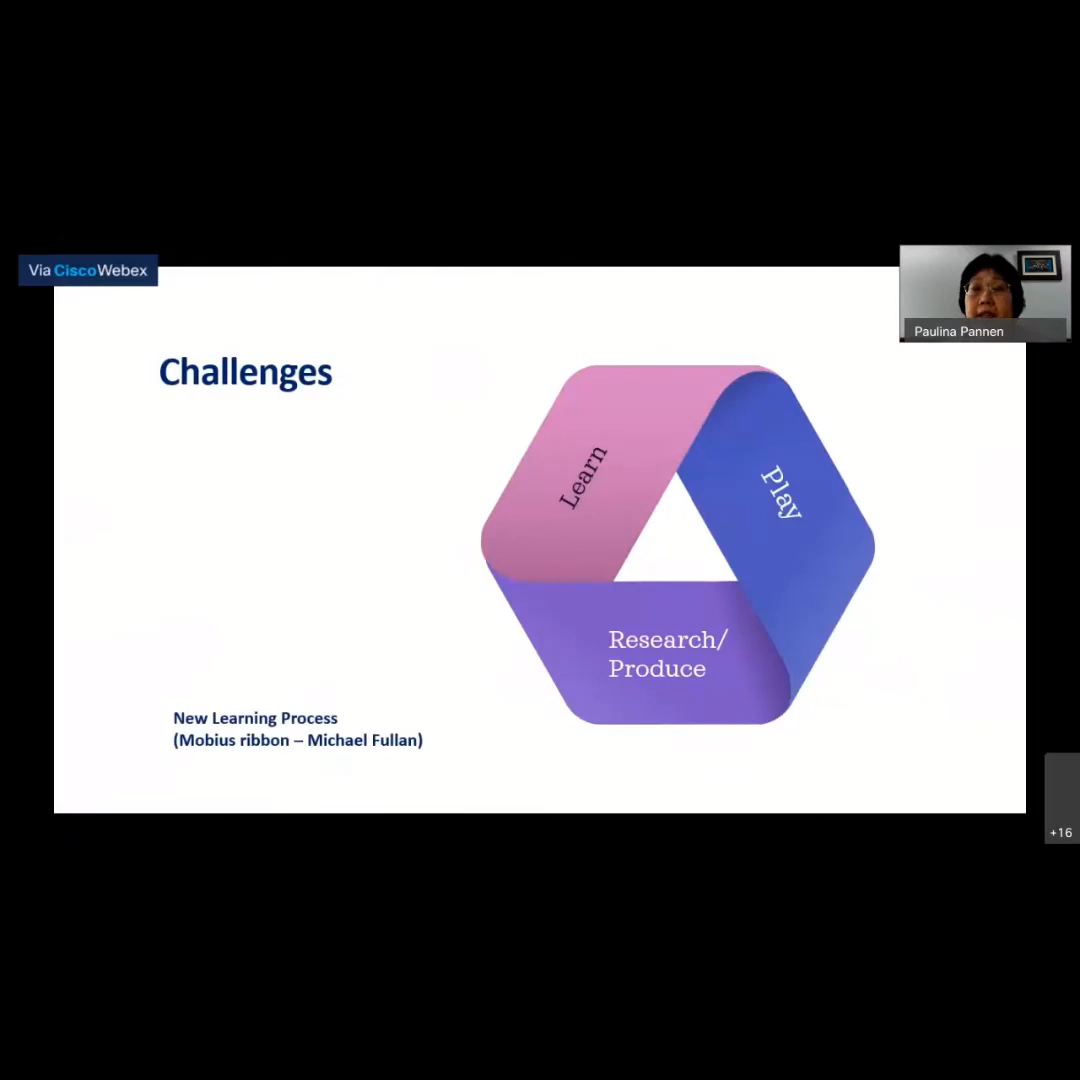 Via CiscoWebex
Paulina Pannen
Challenges
Learn
Play
Research/
Produce
New Learning Process
(Mobius ribbon – Michael Fullan)
+16